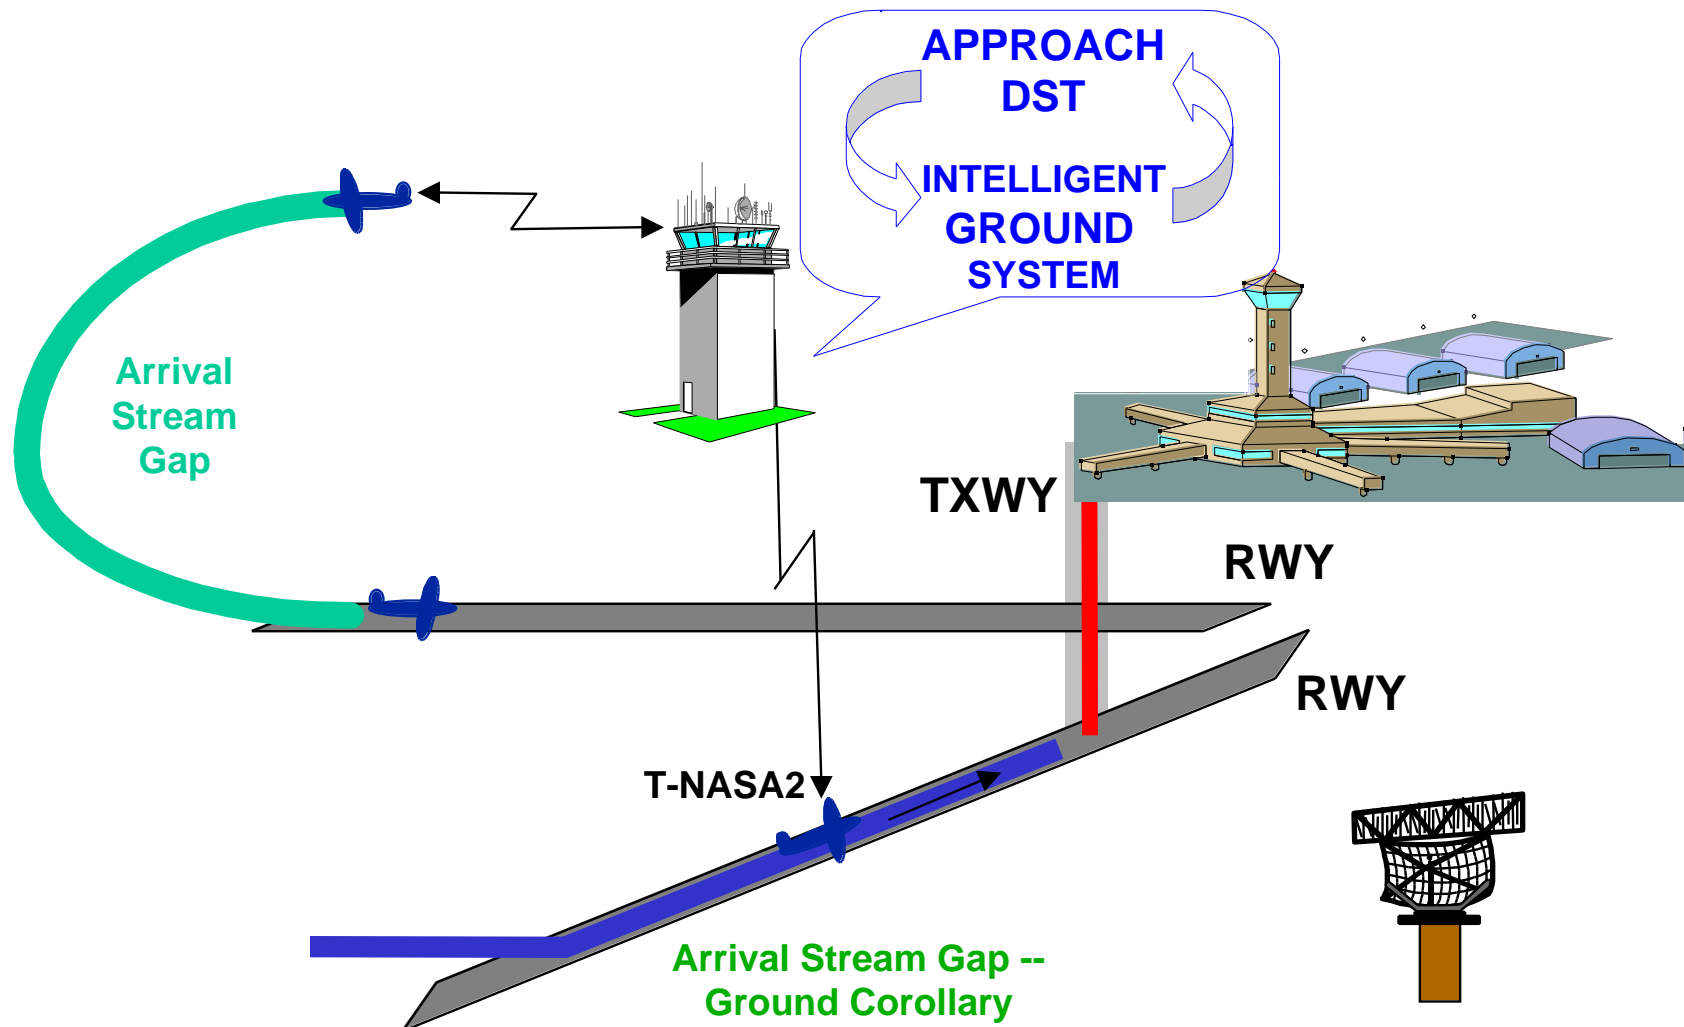 APPROACH
DST
INTELLIGENT
GROUND
SYSTEM
Arrival
Stream
Gap
TXWY
RWY
RWY
T-NASA2
Arrival Stream Gap --
Ground Corollary